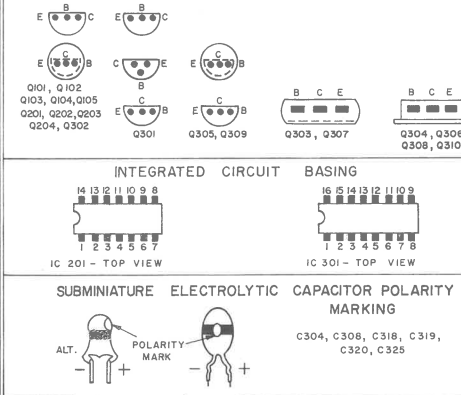 B B
E C E C
C C
E B C E E B
B
Q101, Q102
Q103, Q104, Q105
Q201, Q202, Q203
Q204, Q302
C
E B
Q301
C
E B
Q305, Q309
B C E
Q303, Q307
B C E
Q304, Q306
Q308, Q310
INTEGRATED CIRCUIT BASING
14 13 12 11 10 9 8
1 2 3 4 5 6 7
IC 201 - TOP VIEW
16 15 14 13 12 11 10 9
1 2 3 4 5 6 7 8
IC 301 - TOP VIEW
SUBMINIATURE ELECTROLYTIC CAPACITOR POLARITY
MARKING
ALT.
POLARITY
MARK
- +
- +
C304, C308, C318, C319,
C320, C325